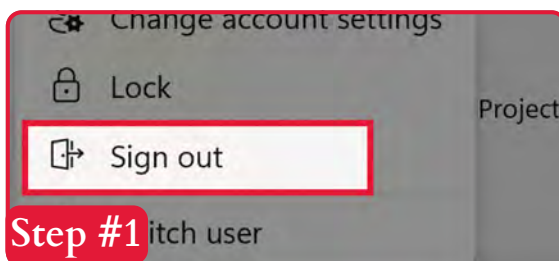 Change account settings
Lock
Project
Sign out
Step #1
itch user